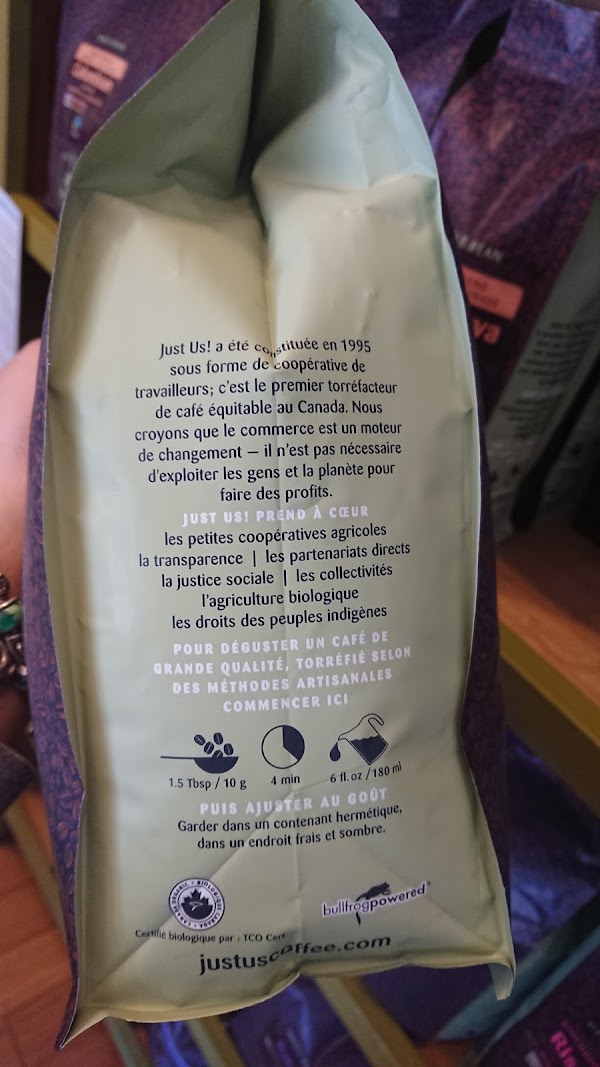 Just Us! a été constituée en 1995
sous forme de coopérative de
travailleurs; c'est le premier torréfacteur
de café équitable au Canada. Nous
croyons que le commerce est un moteur
de changement — il n'est pas nécessaire
d'exploiter les gens et la planète pour
faire des profits.
JUST US! PREND À CŒUR
les petites coopératives agricoles
la transparence | les partenariats directs
la justice sociale | les collectivités
l'agriculture biologique
les droits des peuples indigènes
POUR DÉGUSTER UN CAFÉ DE
GRANDE QUALITÉ, TORRÉFIÉ SELON
DES MÉTHODES ARTISANALES
COMMENCER ICI
1.5 Tbsp / 10 g 4 min 6 fl. oz / 180 ml
PUIS AJUSTER AU GOÛT
Garder dans un contenant hermétique,
dans un endroit frais et sombre.
CANADA ORGANIC • BIOLOGIQUE CANADA
bullfrogpowered
Certifié biologique par : TCO Cert
justuscoffee.com